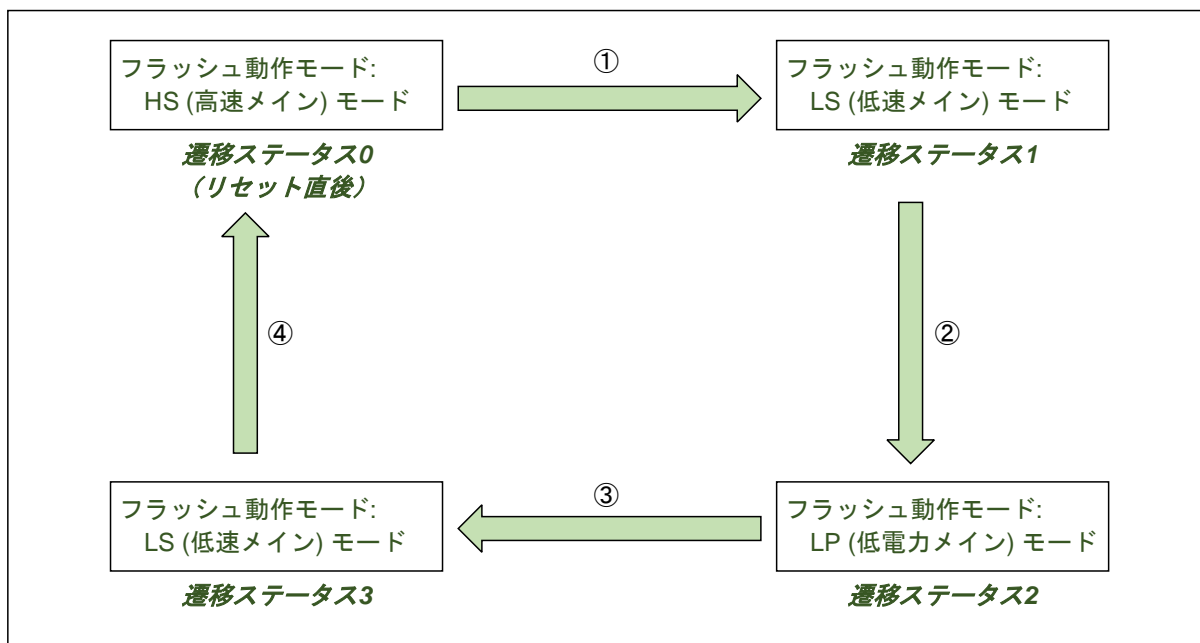 フラッシュ動作モード:
HS (高速メイン) モード
遷移ステータス0
（リセット直後）
①
フラッシュ動作モード:
LS (低速メイン) モード
遷移ステータス1
②
フラッシュ動作モード:
LP (低電力メイン) モード
遷移ステータス2
③
フラッシュ動作モード:
LS (低速メイン) モード
遷移ステータス3
④